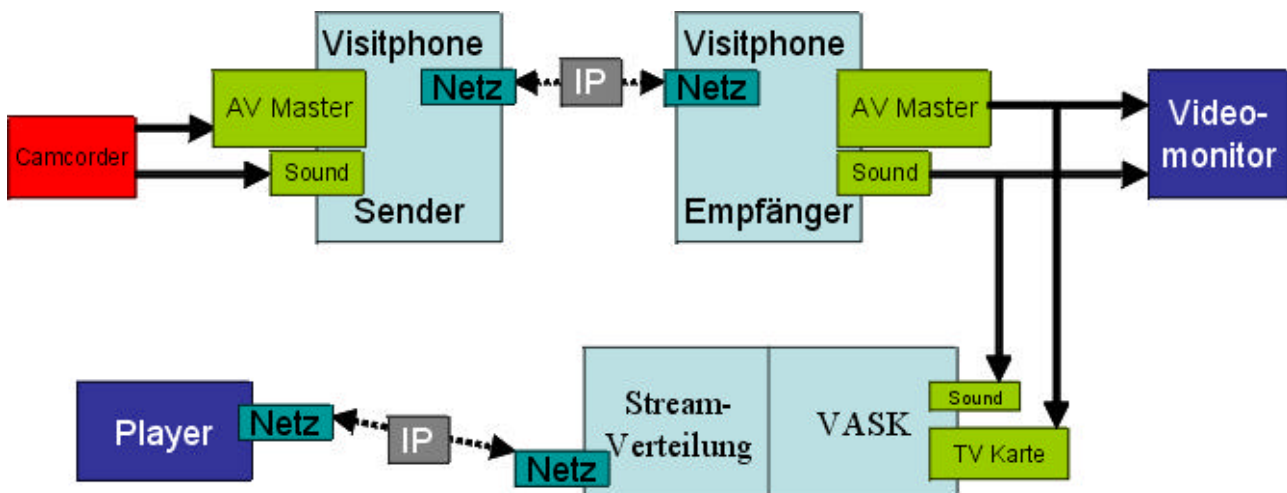 Visitphone
Netz
AV Master
Camcorder
Sound
Sender
IP
Visitphone
Netz
AV Master
Sound
Empfänger
Video-
monitor
Player
Netz
IP
Netz
Stream-
Verteilung
VASK
Sound
TV Karte